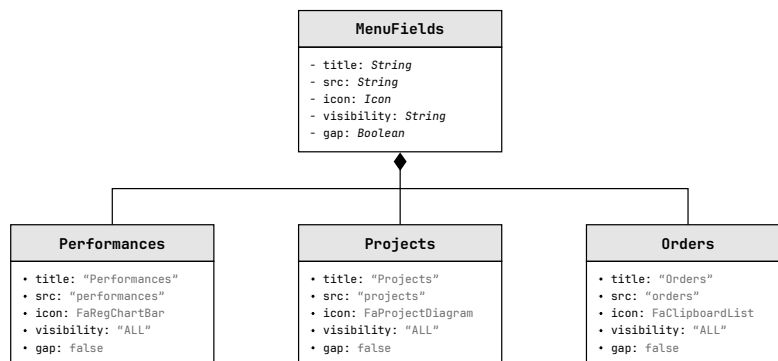 MenuFields
- title: String
- src: String
- icon: Icon
- visibility: String
- gap: Boolean
Performances
• title: “Performances”
• src: “performances”
• icon: FaRegChartBar
• visibility: “ALL”
• gap: false
Projects
• title: “Projects”
• src: “projects”
• icon: FaProjectDiagram
• visibility: “ALL”
• gap: false
Orders
• title: “Orders”
• src: “orders”
• icon: FaClipboardList
• visibility: “ALL”
• gap: false